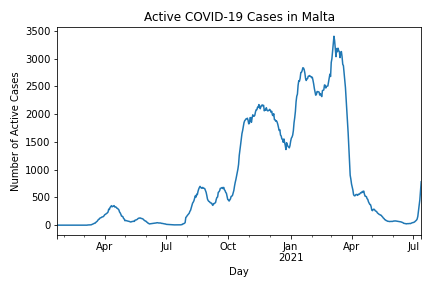 Active COVID-19 Cases in Malta
Number of Active Cases
3500
3000
2500
2000
1500
1000
500
0
Apr
Jul
Oct
Jan
2021
Apr
Jul
Day